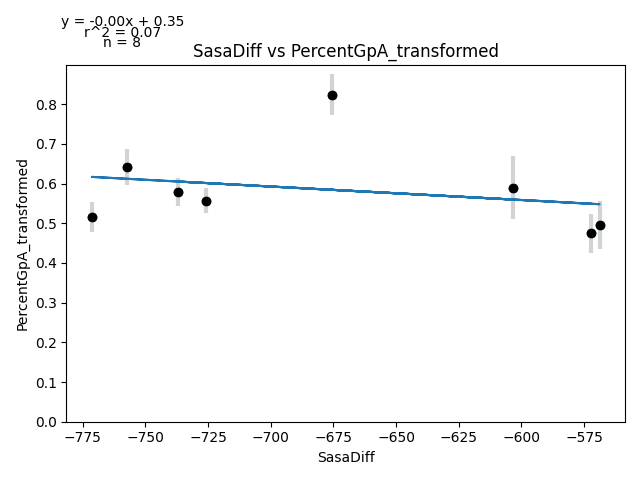 y = -0.00x + 0.35
r^2 = 0.07
n = 8
SasaDiff vs PercentGpA_transformed
PercentGpA_transformed
0.8
0.7
0.6
0.5
0.4
0.3
0.2
0.1
0.0
−775 −750 −725 −700 −675 −650 −625 −600 −575
SasaDiff